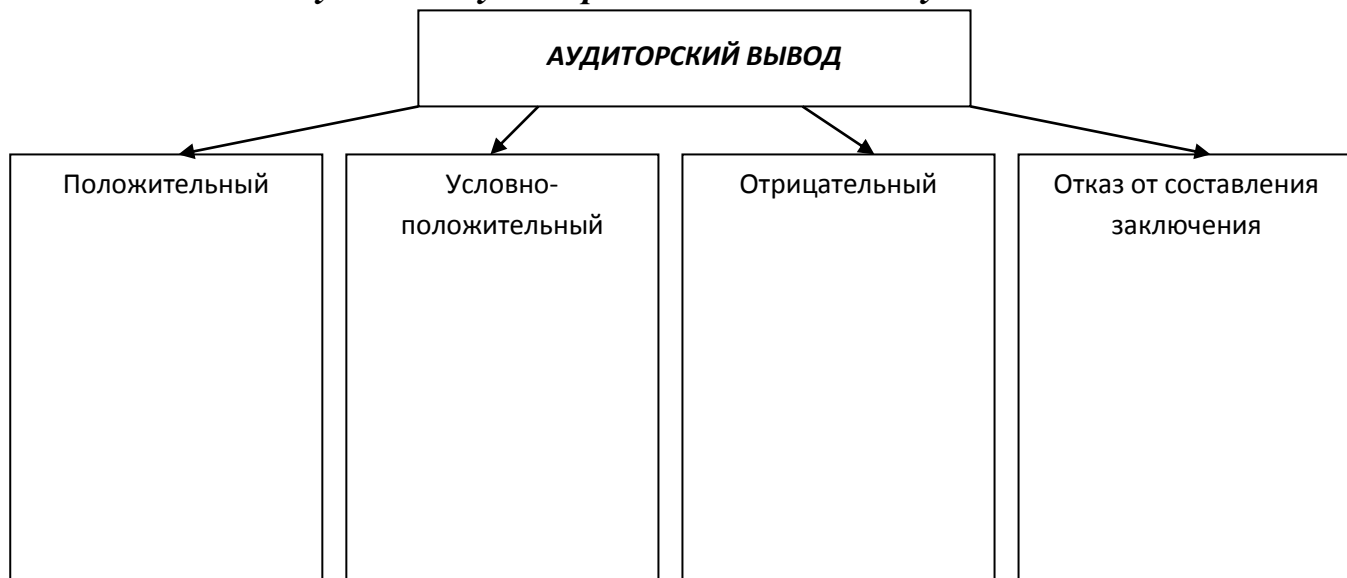 АУДИТОРСКИЙ ВЫВОД
Положительный
Условно-
положительный
Отрицательный
Отказ от составления
заключения